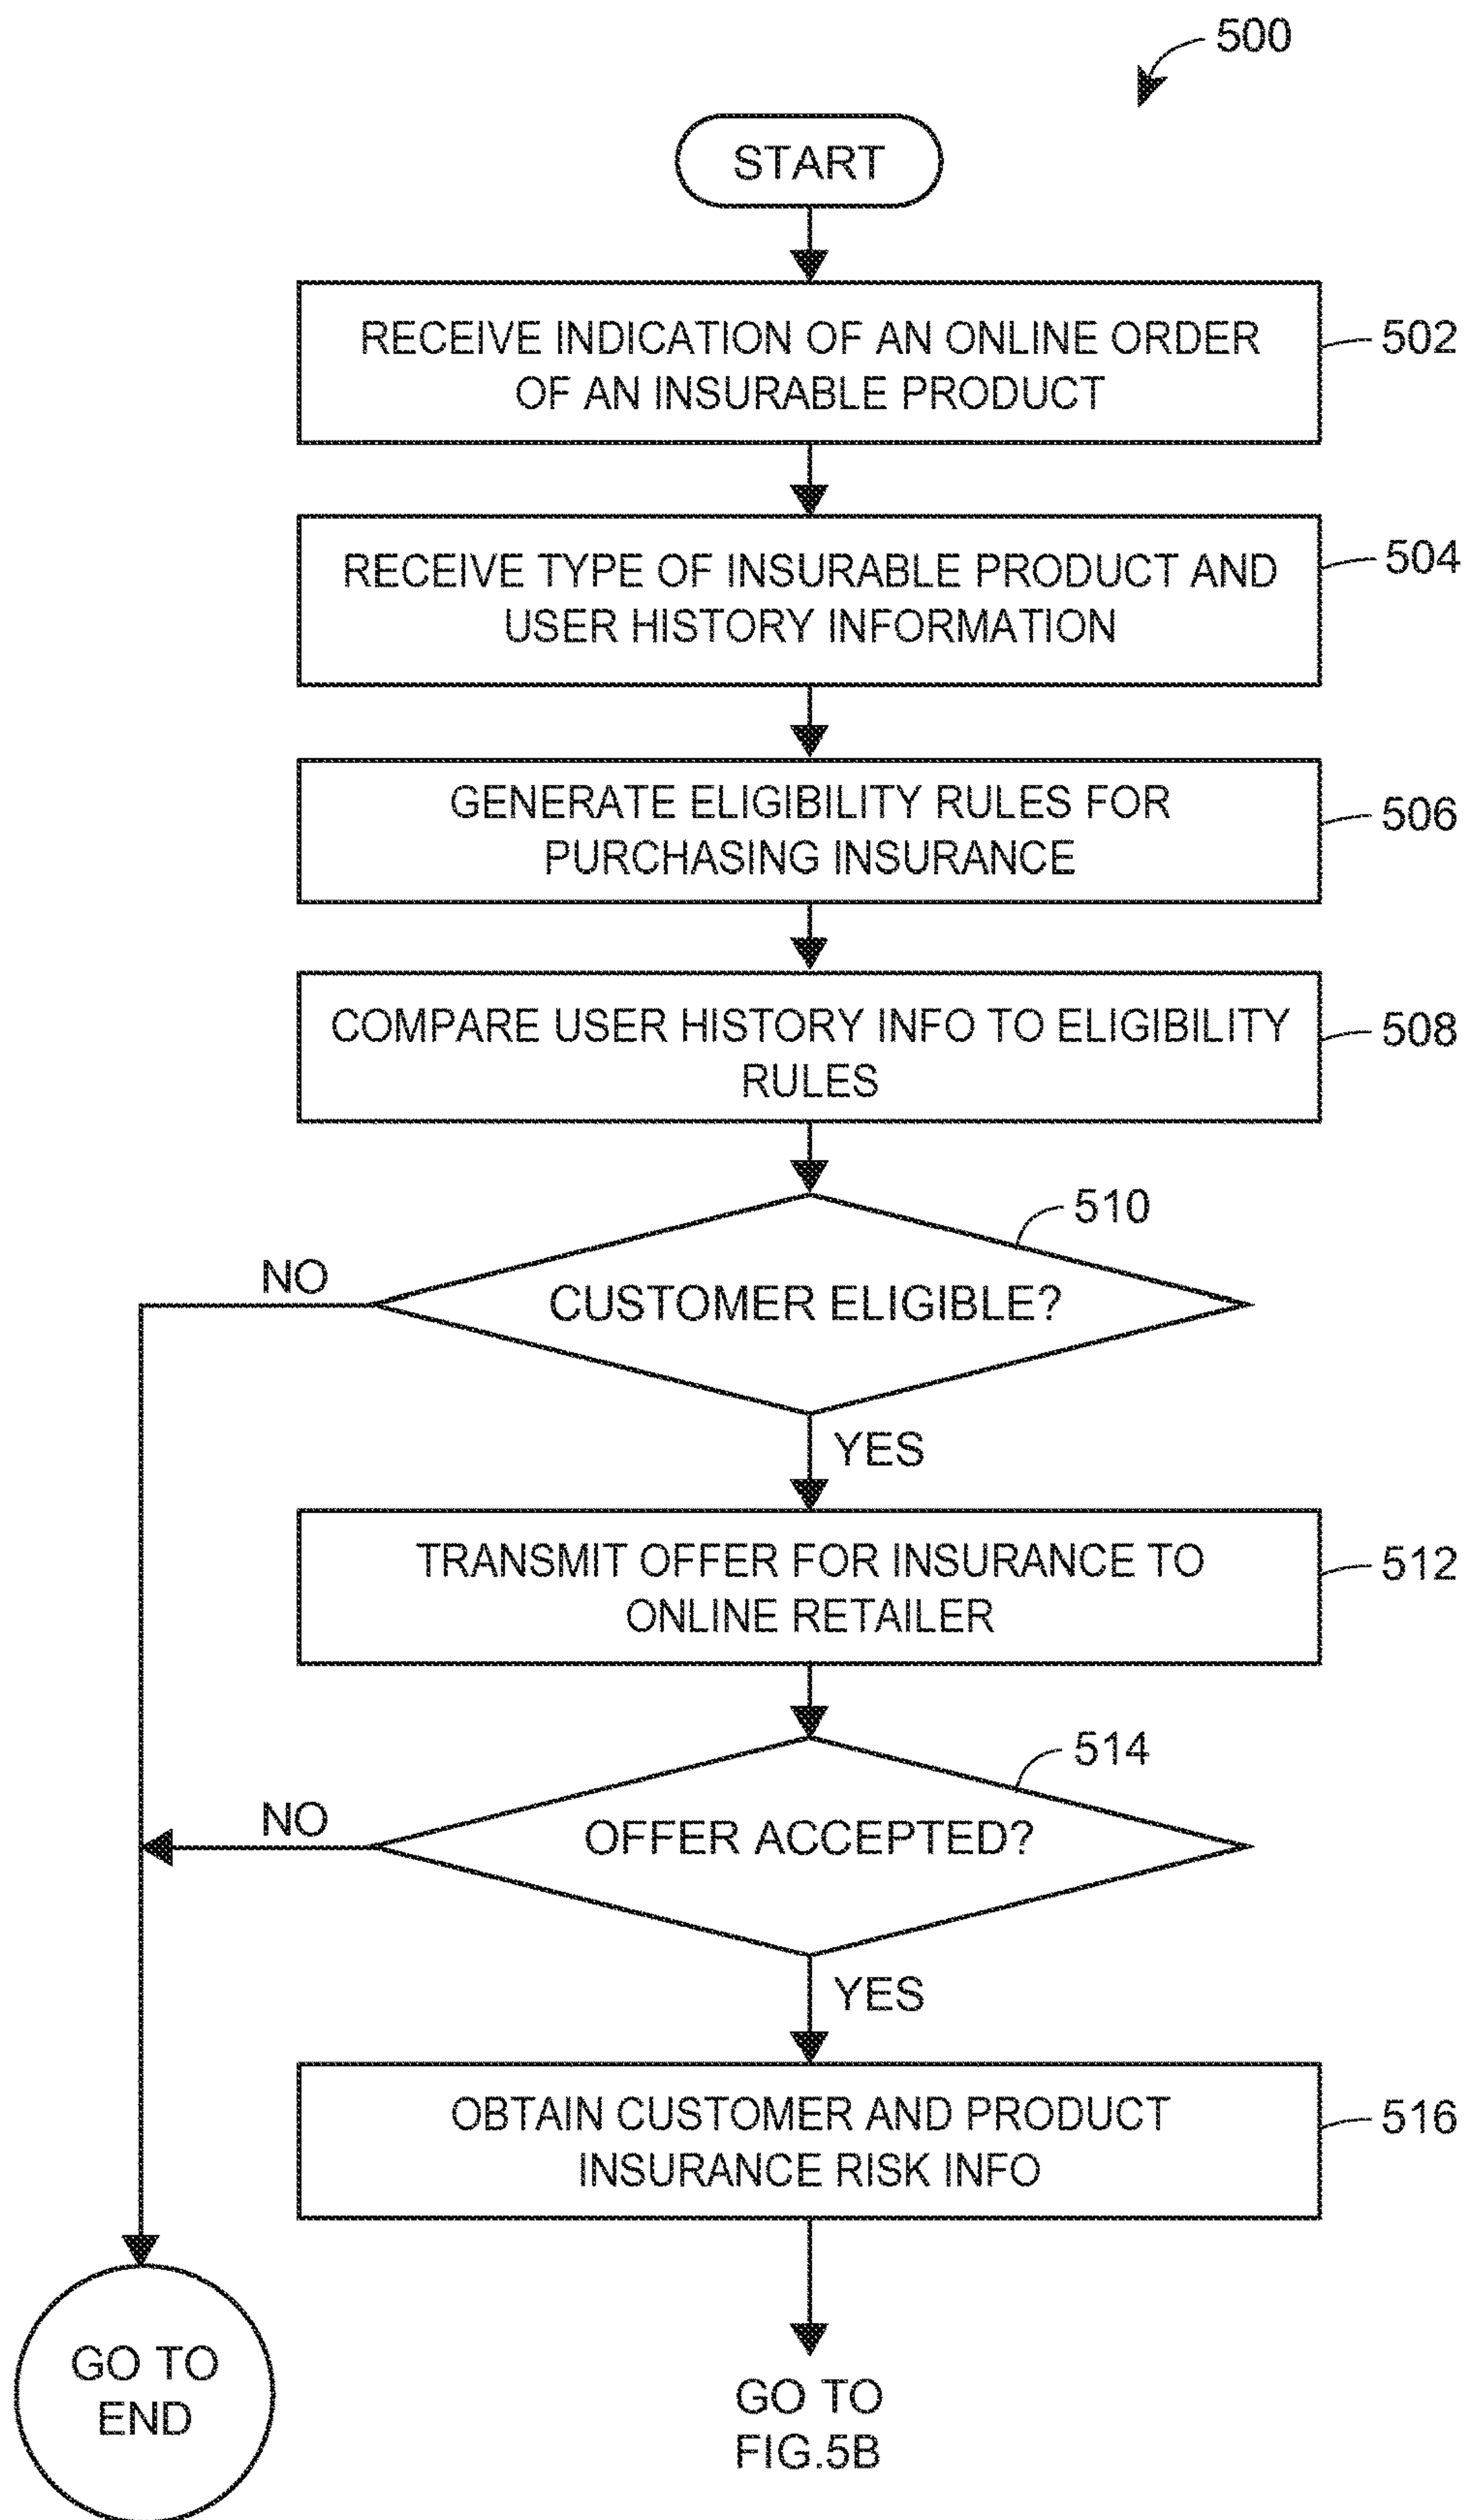 500
START
RECEIVE INDICATION OF AN ONLINE ORDER
OF AN INSURABLE PRODUCT
502
RECEIVE TYPE OF INSURABLE PRODUCT AND
USER HISTORY INFORMATION
504
GENERATE ELIGIBILITY RULES FOR
PURCHASING INSURANCE
506
COMPARE USER HISTORY INFO TO ELIGIBILITY
RULES
508
510
NO
CUSTOMER ELIGIBLE?
YES
TRANSMIT OFFER FOR INSURANCE TO
ONLINE RETAILER
512
514
NO
OFFER ACCEPTED?
YES
OBTAIN CUSTOMER AND PRODUCT
INSURANCE RISK INFO
516
GO TO
END
GO TO
FIG.5B